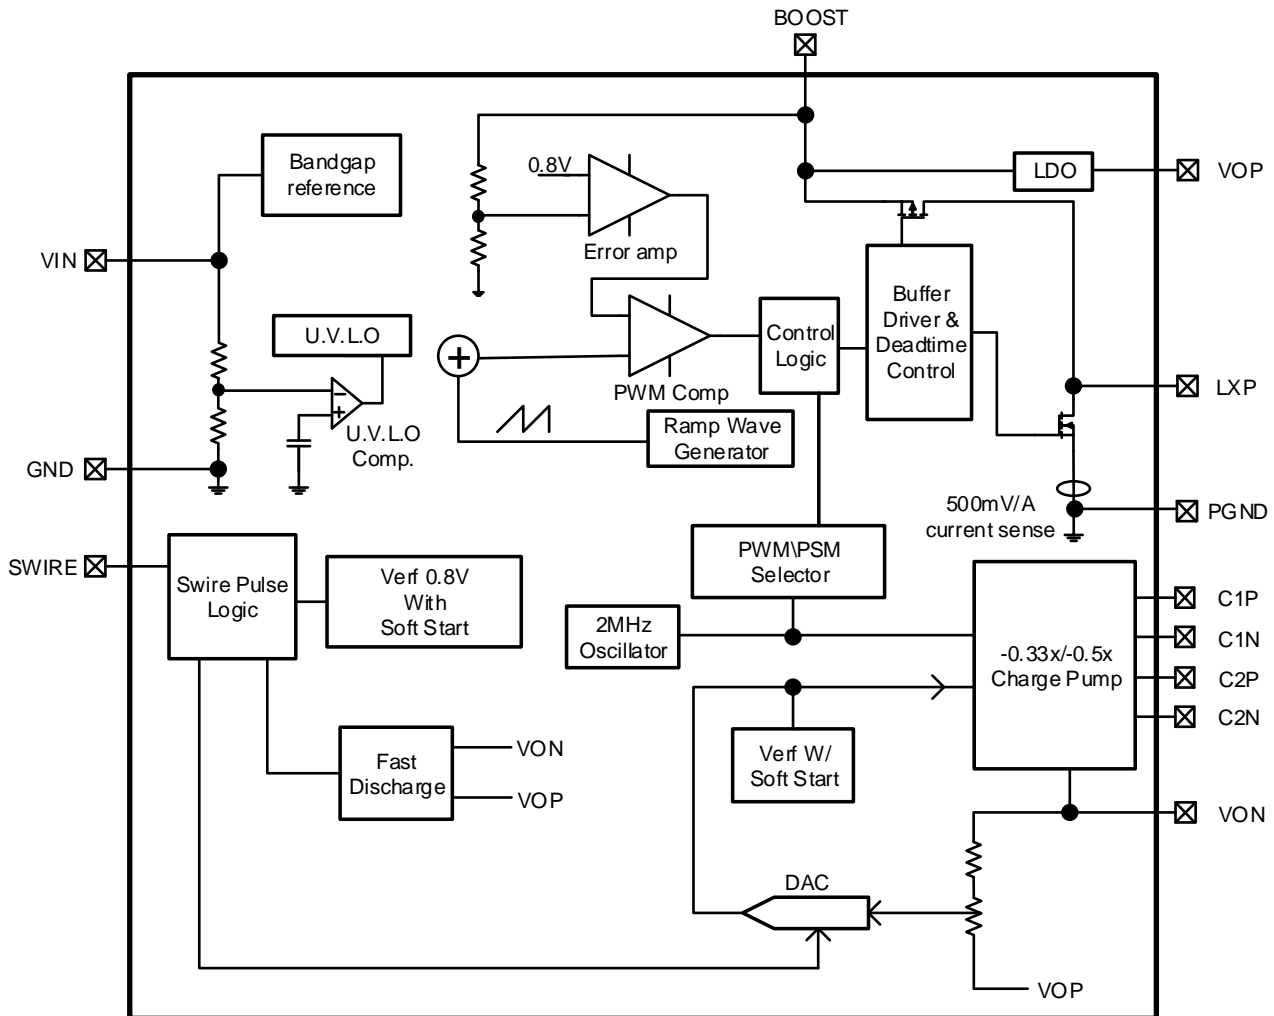 BOOST
Bandgap
reference
0.8V
Error amp
LDO
VOP
VIN
U.V.L.O
U.V.L.O
Comp.
PWM Comp
Control
Logic
Buffer
Driver &
Deadtime
Control
LXP
Ramp Wave
Generator
GND
500mV/A
current sense
PGND
SWIRE
Swire Pulse
Logic
Verf 0.8V
With
Soft Start
PWM\PSM
Selector
2MHz
Oscillator
-0.33x/-0.5x
Charge Pump
C1P
C1N
C2P
C2N
Fast
Discharge
VON
VOP
Verf W/
Soft Start
VON
DAC
VOP